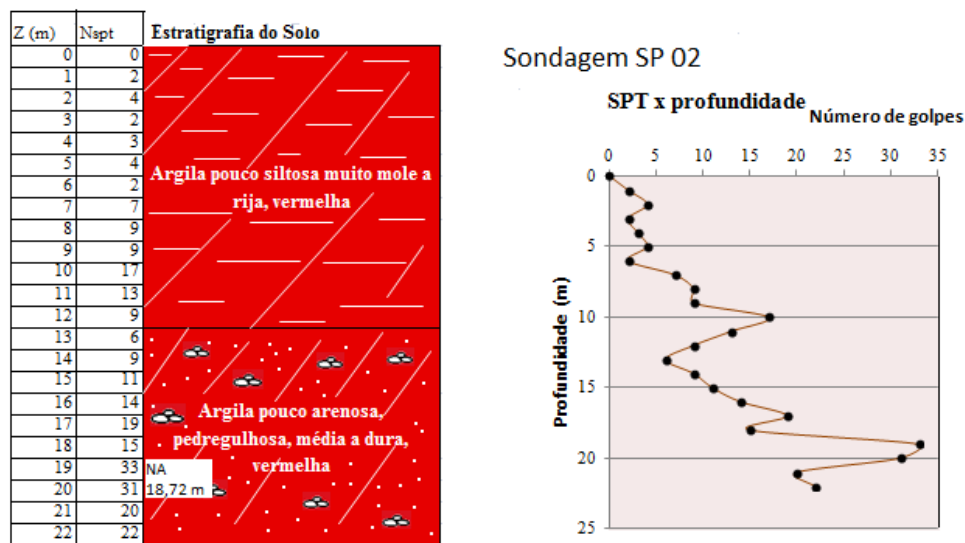 Z (m) Nspt Estratigrafia do Solo
0 0
1 2
2 4
3 2
4 3
5 4
6 2
7 7
8 9
9 9
10 17
11 13
12 9
13 6
14 9
15 11
16 14
17 19
18 15
19 33
20 31
21 20
22 22
Argila pouco siltosa muito mole a
rija, vermelha
Argila pouco arenosa,
pedregulhosa, média a dura,
vermelha
NA
18,72 m
Sondagem SP 02
SPT x profundidade
Número de golpes
0 5 10 15 20 25 30 35
0
5
10
15
20
25
Profundidade (m)